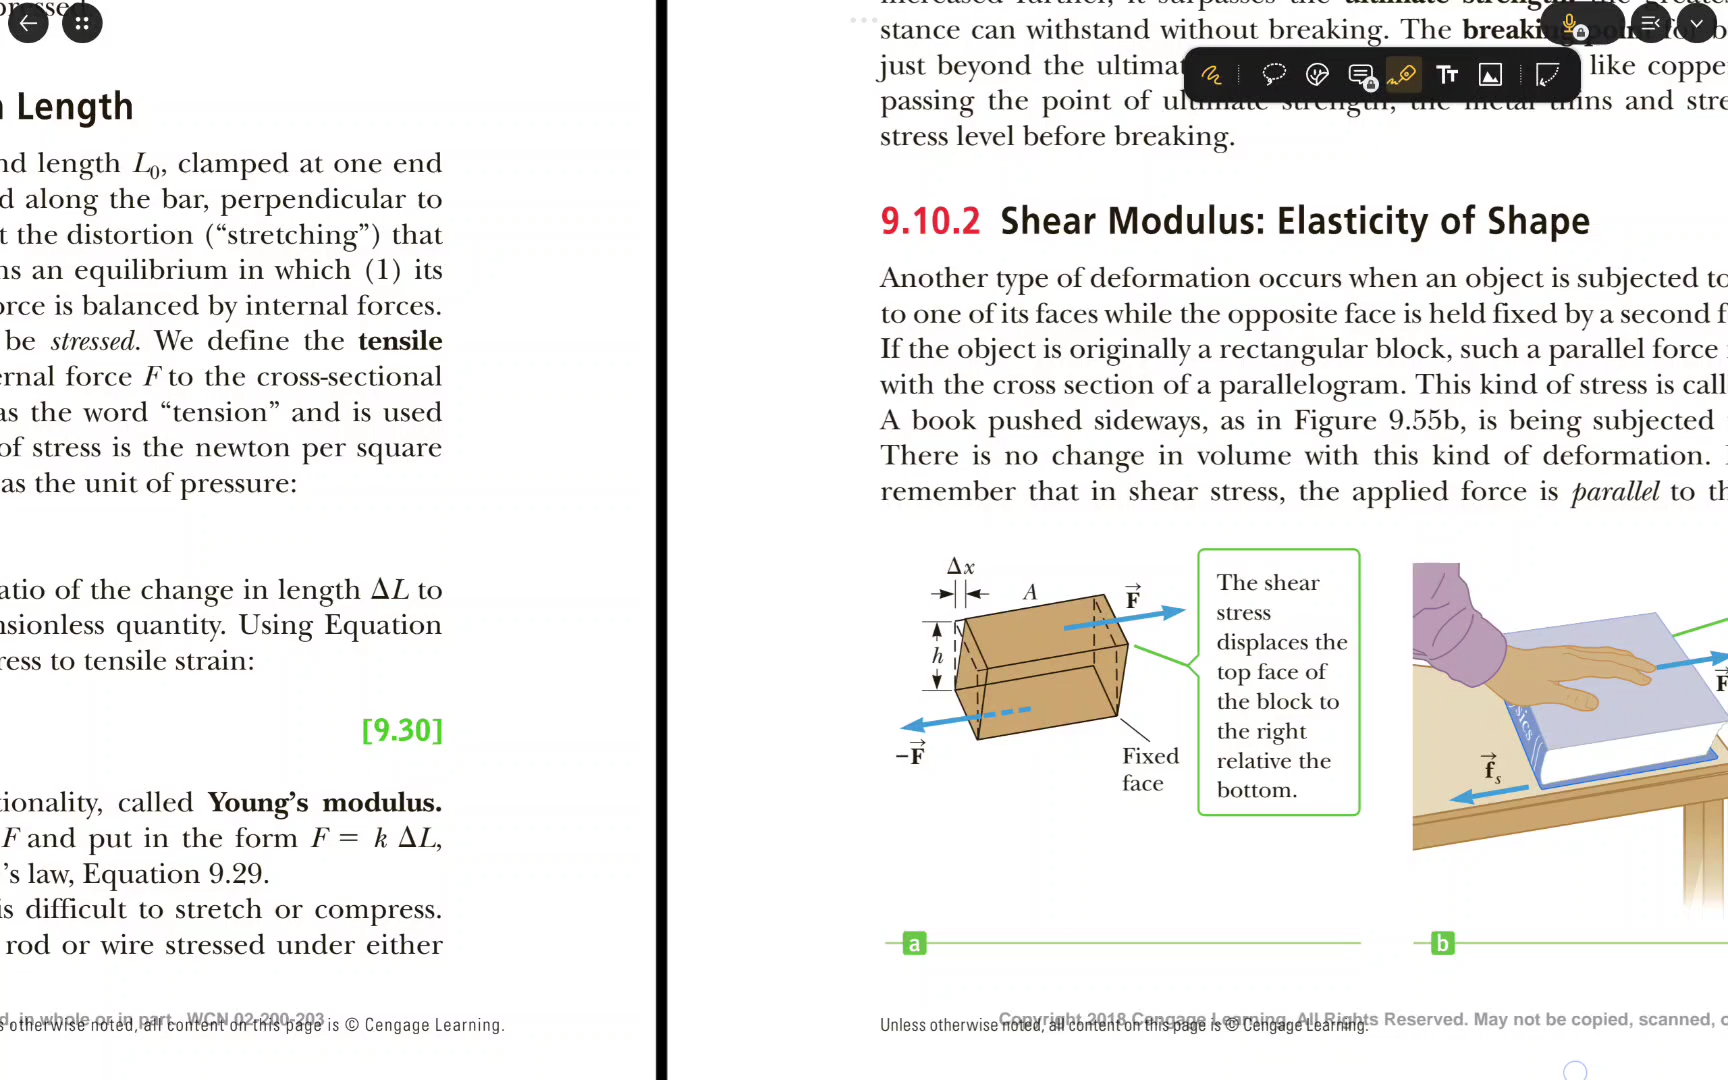 n Length
nd length L0, clamped at one end
d along the bar, perpendicular to
t the distortion (“stretching”) that
ns an equilibrium in which (1) its
orce is balanced by internal forces.
be stressed. We define the tensile
ernal force F to the cross-sectional
as the word “tension” and is used
of stress is the newton per square
as the unit of pressure:
atio of the change in length ΔL to
nsionless quantity. Using Equation
ress to tensile strain:
[9.30]
tionality, called Young’s modulus.
F and put in the form F = k ΔL,
’s law, Equation 9.29.
is difficult to stretch or compress.
rod or wire stressed under either
d, in whole or in part. WCN 02-200-203
s otherwise noted, all content on this page is © Cengage Learning.
stance can withstand without breaking. The breaking point for b
just beyond the ultimat like coppe
passing the point of ultimate strength, the metal thins and stre
stress level before breaking.
9.10.2 Shear Modulus: Elasticity of Shape
Another type of deformation occurs when an object is subjected to
to one of its faces while the opposite face is held fixed by a second f
If the object is originally a rectangular block, such a parallel force
with the cross section of a parallelogram. This kind of stress is call
A book pushed sideways, as in Figure 9.55b, is being subjected
There is no change in volume with this kind of deformation.
remember that in shear stress, the applied force is parallel to th
Δx
A
F
h
−F
Fixed
face
The shear
stress
displaces the
top face of
the block to
the right
relative the
bottom.
F
fs
sics
a
b
Copyright 2018 Cengage Learning. All Rights Reserved. May not be copied, scanned, o
Unless otherwise noted, all content on this page is © Cengage Learning.